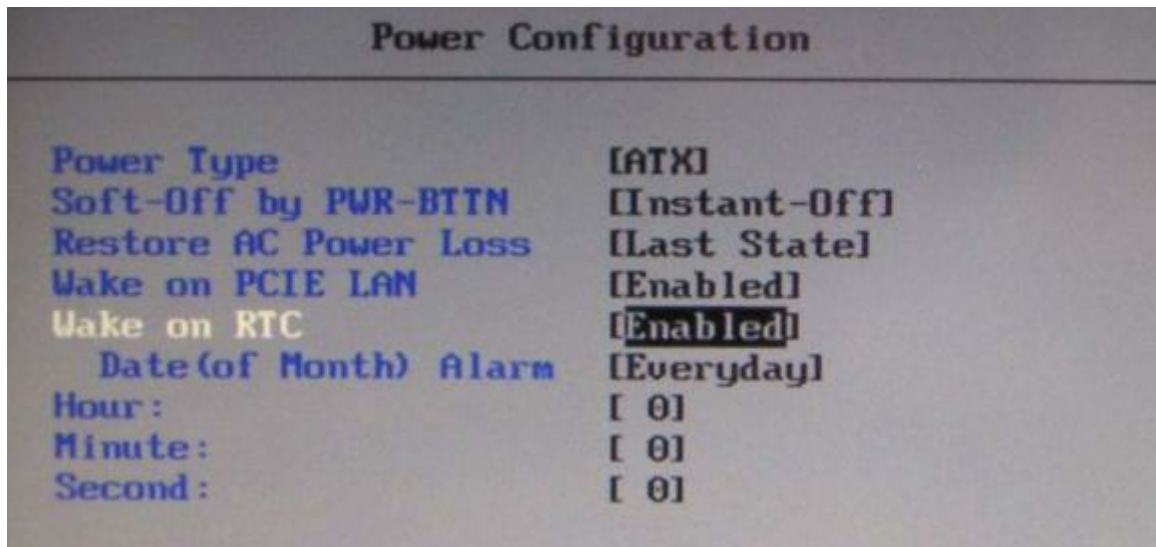 Power Configuration
Power Type [ATX]
Soft-Off by PWR-BTTN [Instant-Off]
Restore AC Power Loss [Last State]
Wake on PCIE LAN [Enabled]
Wake on RTC [Enabled]
Date(of Month) Alarm [Everyday]
Hour: [ 0]
Minute: [ 0]
Second: [ 0]